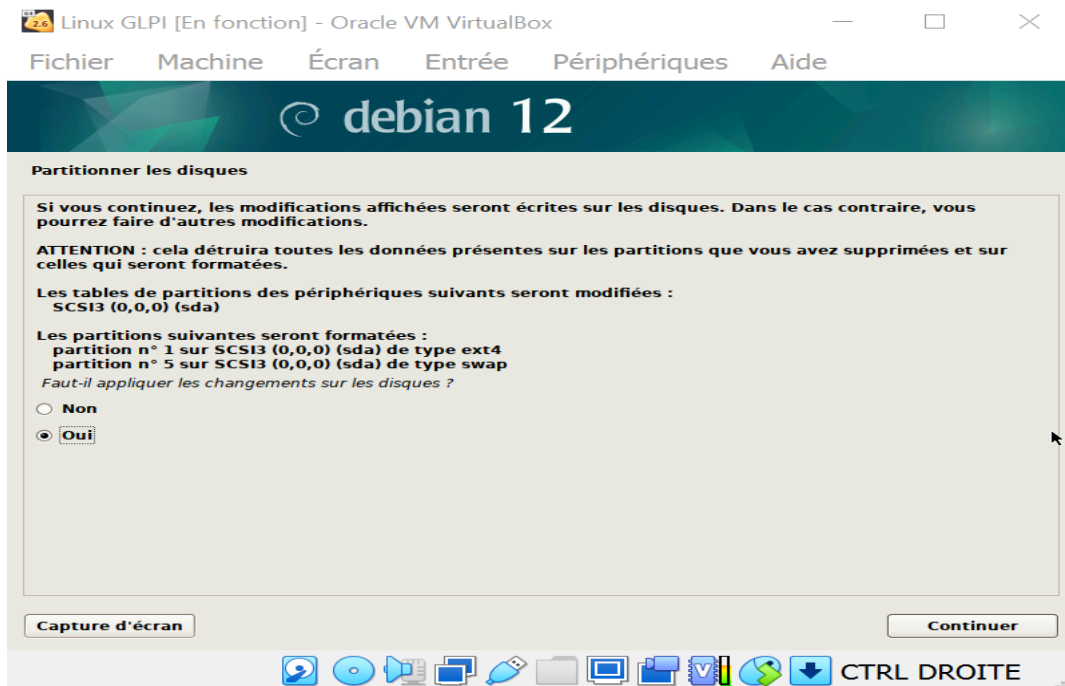 64
2.6
Linux GLPI [En fonction] - Oracle VM VirtualBox
Fichier Machine Écran Entrée Périphériques Aide
debian 12
Partitionner les disques
Si vous continuez, les modifications affichées seront écrites sur les disques. Dans le cas contraire, vous
pourrez faire d'autres modifications.
ATTENTION : cela détruira toutes les données présentes sur les partitions que vous avez supprimées et sur
celles qui seront formatées.
Les tables de partitions des périphériques suivants seront modifiées :
SCSI3 (0,0,0) (sda)
Les partitions suivantes seront formatées :
partition n° 1 sur SCSI3 (0,0,0) (sda) de type ext4
partition n° 5 sur SCSI3 (0,0,0) (sda) de type swap
Faut-il appliquer les changements sur les disques ?
Non
Oui
Capture d'écran Continuer
V
CTRL DROITE